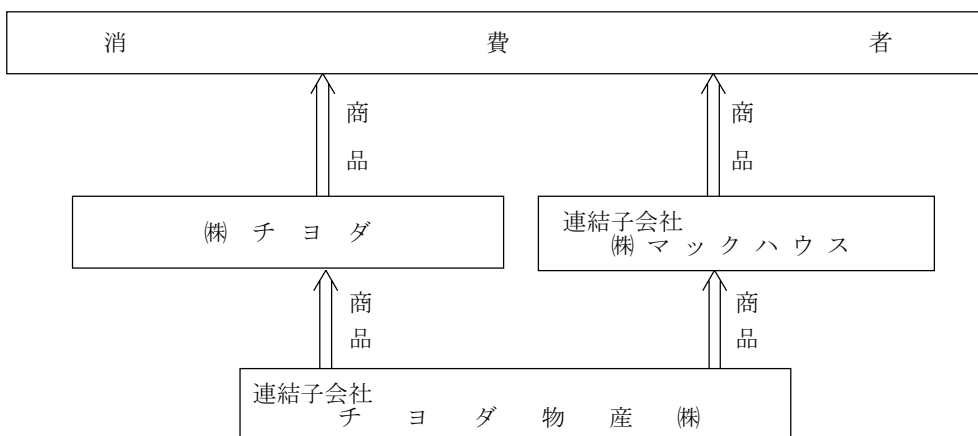 消費者
商品
商品
㈱チヨダ
連結子会社
㈱マックハウス
商品
商品
連結子会社
チヨダ物産㈱